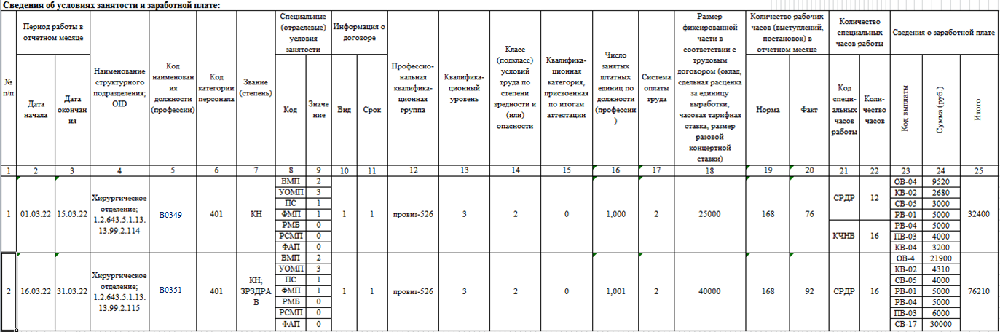 Сведения об условиях занятости и заработной плате:
№ п/п
Период работы в отчетном месяце
Дата начала
Дата окончания
Наименование структурного подразделения; OID
Код наименования должности (профессии)
Код категории персонала
Звание (степень)
Специальные (отраслевые) условия занятости
Код
Значение
Информация о договоре
Вид
Срок
Профессио-нальная квалифика-ционная группа
Квалифика-ционный уровень
Класс (подкласс) условий труда по степени вредности и (или) опасности
Квалифика-ционная категория, присвоенная по итогам аттестации
Число занятых штатных единиц по должности (профессии)
Система оплаты труда
Размер фиксированной части в соответствии с трудовым договором (оклад, сдельная расценка за единицу выработки, часовая тарифная ставка, размер разовой концертной ставки)
Количество рабочих часов (выступлений, постановок) в отчетном месяце
Норма
Факт
Количество специальных часов работы
Код специ-альных часов работы
Коли-чество часов
Сведения о заработной плате
Код выплаты
Сумма (руб.)
Итого
1 2 3 4 5 6 7 8 9 10 11 12 13 14 15 16 17 18 19 20 21 22 23 24 25
1 01.03.22 15.03.22 Хирургическое отделение; 1.2.643.5.1.13.13.99.2.114 В0349 401 КН
ВМП 2
УОМП 3
ПС 1
ФМП 1
РМБ 0
РСМП 0
ФАП 0
1 1 провиз-526 3 2 0 1,000 2 25000 168 76
СРДР 12
КЧНВ 16
ОВ-04 9520
КВ-02 2680
СВ-05 3000
РВ-01 5000
РВ-04 5000
ПВ-03 4000
КВ-04 3200
32400
2 16.03.22 31.03.22 Хирургическое отделение; 1.2.643.5.1.13.13.99.2.115 В0351 401 КН; ЗРЗДРАВ
ВМП 2
УОМП 3
ПС 1
ФМП 1
РМБ 0
РСМП 0
ФАП 0
1 1 провиз-526 3 2 0 1,001 2 40000 168 92
СРДР 16
ОВ-4 21900
КВ-02 4310
СВ-05 4000
РВ-01 5000
РВ-04 5000
ПВ-03 6000
СВ-17 30000
76210